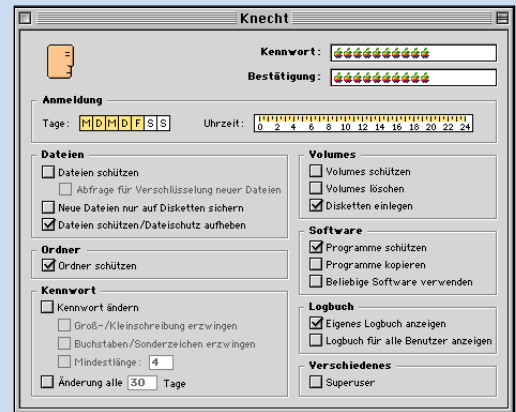 Knecht
Kennwort:
Bestätigung:
Anmeldung
Tage: M D M D F S S
Uhrzeit: 0 2 4 6 8 10 12 14 16 18 20 22 24
Dateien
Dateien schützen
Abfrage für Verschlüsselung neuer Dateien
Neue Dateien nur auf Disketten sichern
Dateien schützen/Dateischutz aufheben
Ordner
Ordner schützen
Kennwort
Kennwort ändern
Groß-/Kleinschreibung erzwingen
Buchstaben/Sonderzeichen erzwingen
Mindestlänge: 4
Änderung alle 30 Tage
Volumes
Volumes schützen
Volumes löschen
Disketten einlegen
Software
Programme schützen
Programme kopieren
Beliebige Software verwenden
Logbuch
Eigenes Logbuch anzeigen
Logbuch für alle Benutzer anzeigen
Verschiedenes
Superuser